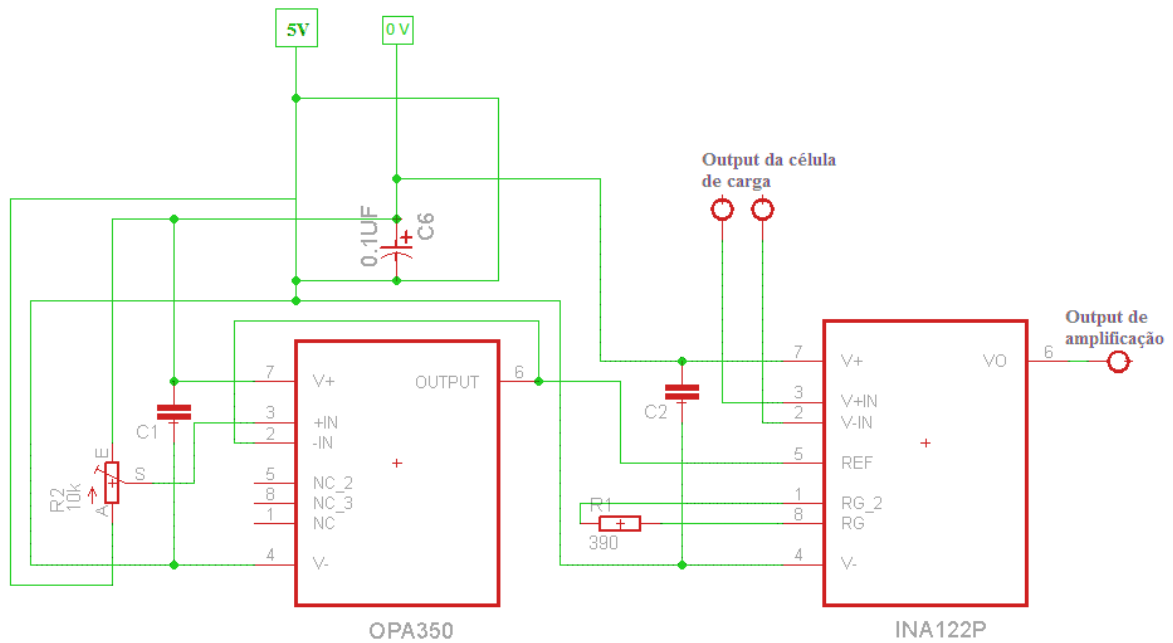 5V
0 V
Output da célula
de carga
0.1UF
C6
Output de
amplificação
7
V+
OUTPUT
6
3
+IN
2
-IN
C1
E
S
R2
10k
A
5
NC_2
8
NC_3
1
NC
4
V-
OPA350
7
V+
VO
6
C2
3
V+IN
2
V-IN
5
REF
R1
390
1
RG_2
8
RG
4
V-
INA122P